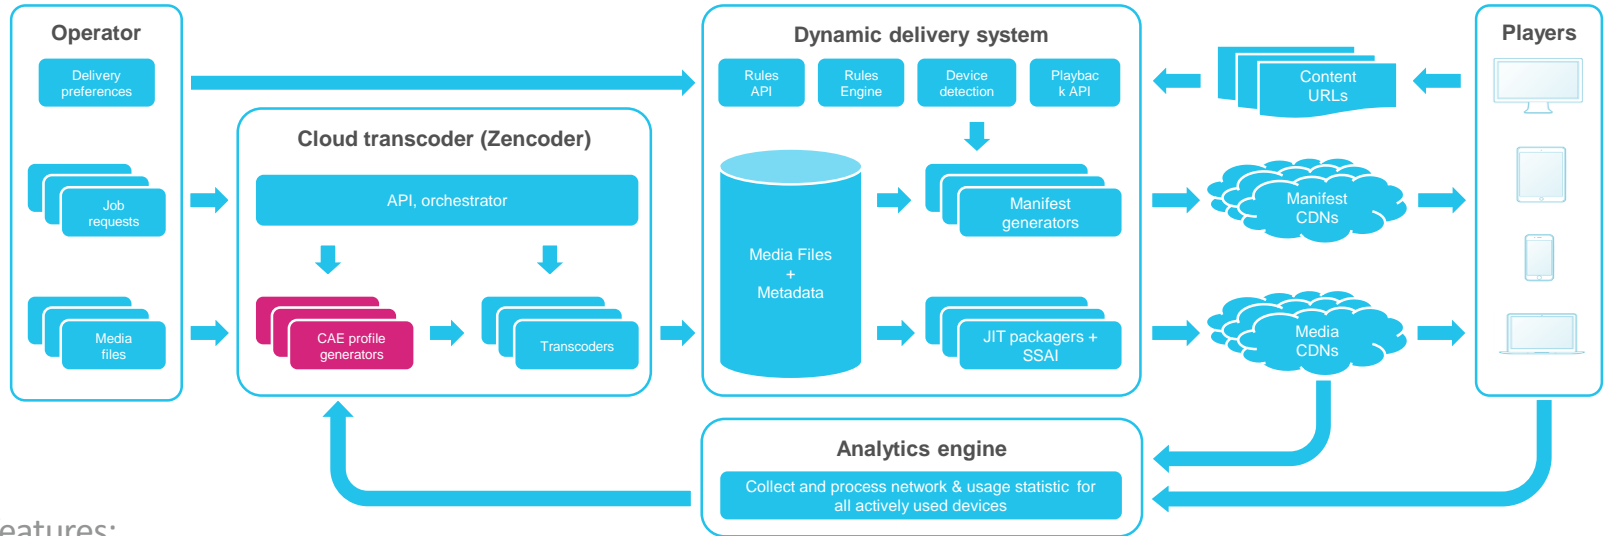 Operator
Delivery
preferences
Job
requests
Media
files
Cloud transcoder (Zencoder)
API, orchestrator
CAE profile
generators
Transcoders
Dynamic delivery system
Rules
API
Rules
Engine
Device
detection
Playbac
k API
Media Files
+
Metadata
Manifest
generators
JIT packagers +
SSAI
Content
URLs
Manifest
CDNs
Media
CDNs
Players
Analytics engine
Collect and process network & usage statistic for
all actively used devices
eatures: